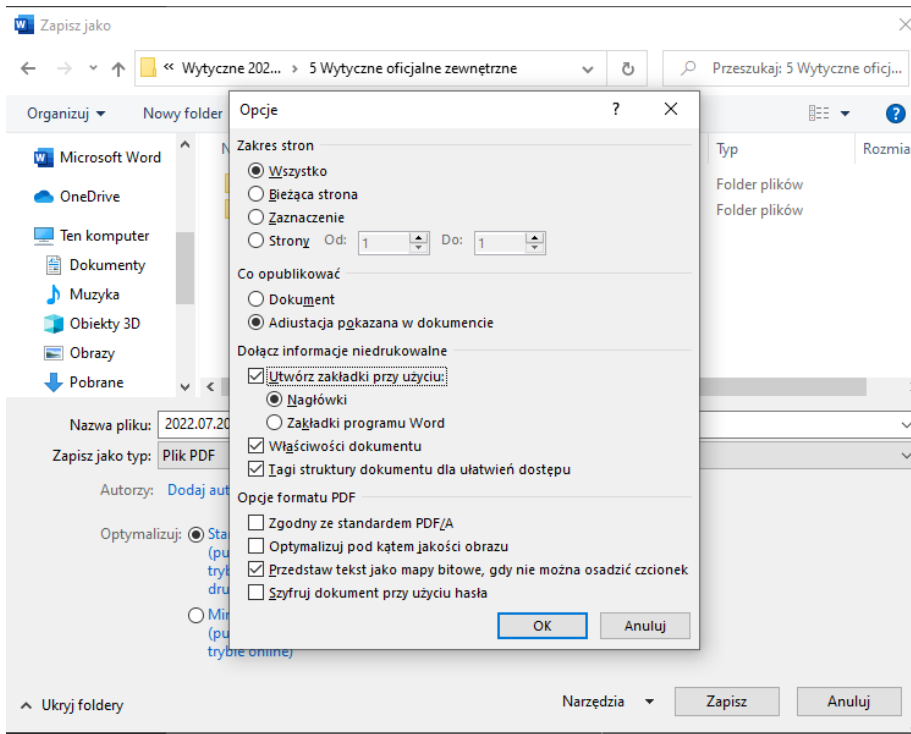 Zapisz jako
« Wytyczne 202... › 5 Wytyczne oficjalne zewnętrzne
Przeszukaj: 5 Wytyczne oficj...
Organizuj
Nowy folder
Typ
Rozmia
Microsoft Word
OneDrive
Ten komputer
Dokumenty
Muzyka
Obiekty 3D
Obrazy
Pobrane
Folder plików
Folder plików
Opcje
Zakres stron
Wszystko
Bieżąca strona
Zaznaczenie
Strony Od: 1 Do: 1
Co opublikować
Dokument
Adiustacja pokazana w dokumencie
Dołącz informacje niedrukowalne
Utwórz zakładki przy użyciu:
Nagłówki
Zakładki programu Word
Właściwości dokumentu
Tagi struktury dokumentu dla ułatwień dostępu
Opcje formatu PDF
Zgodny ze standardem PDF/A
Optymalizuj pod kątem jakości obrazu
Przedstaw tekst jako mapy bitowe, gdy nie można osadzić czcionek
Szyfruj dokument przy użyciu hasła
OK Anuluj
Nazwa pliku: 2022.07.20
Zapisz jako typ: Plik PDF
Autorzy: Dodaj aut
Optymalizuj: Sta
(pu
tryb
dru
Min
(pu
trybie online)
Ukryj foldery
Narzędzia Zapisz Anuluj